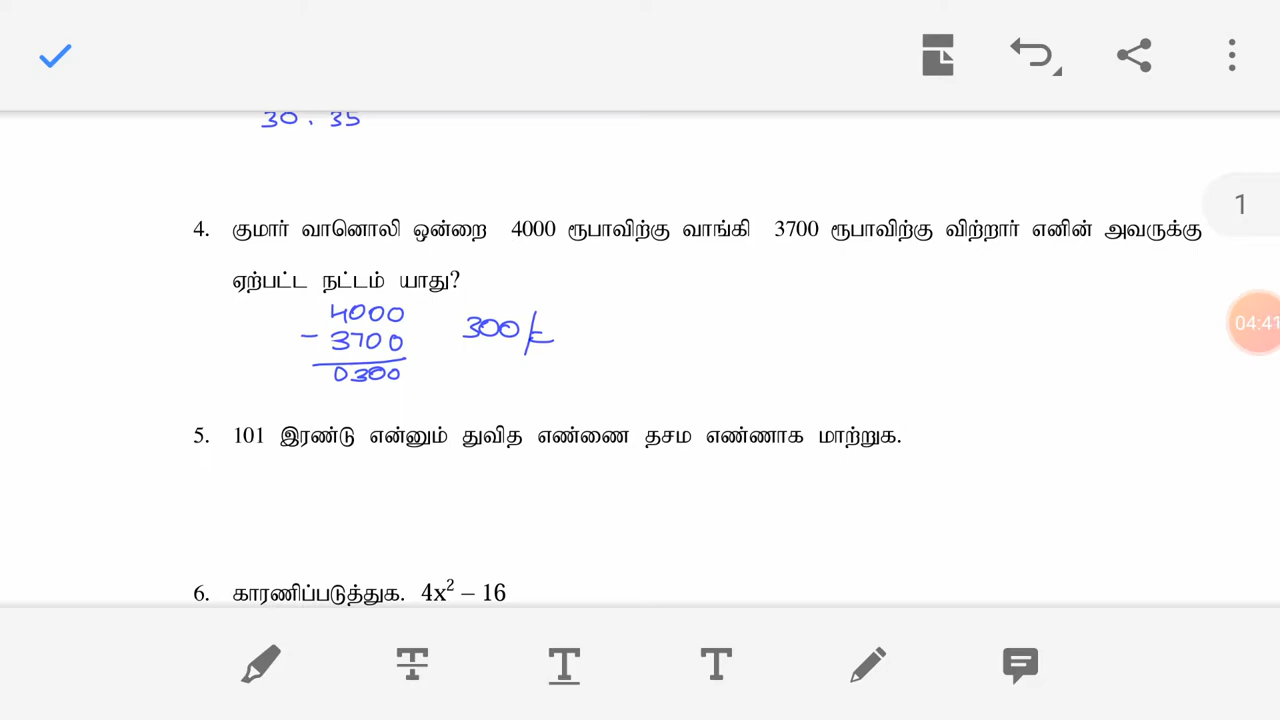 30.35
1
4. குமார் வானொலி ஒன்றை 4000 ரூபாவிற்கு வாங்கி 3700 ரூபாவிற்கு விற்றார் எனின் அவருக்கு
ஏற்பட்ட நட்டம் யாது?
4000
- 3700
0300
300/=
04:41
5. 101 இரண்டு என்னும் துவித எண்ணை தசம எண்ணாக மாற்றுக.
6. காரணிப்படுத்துக. 4x² – 16
T T T